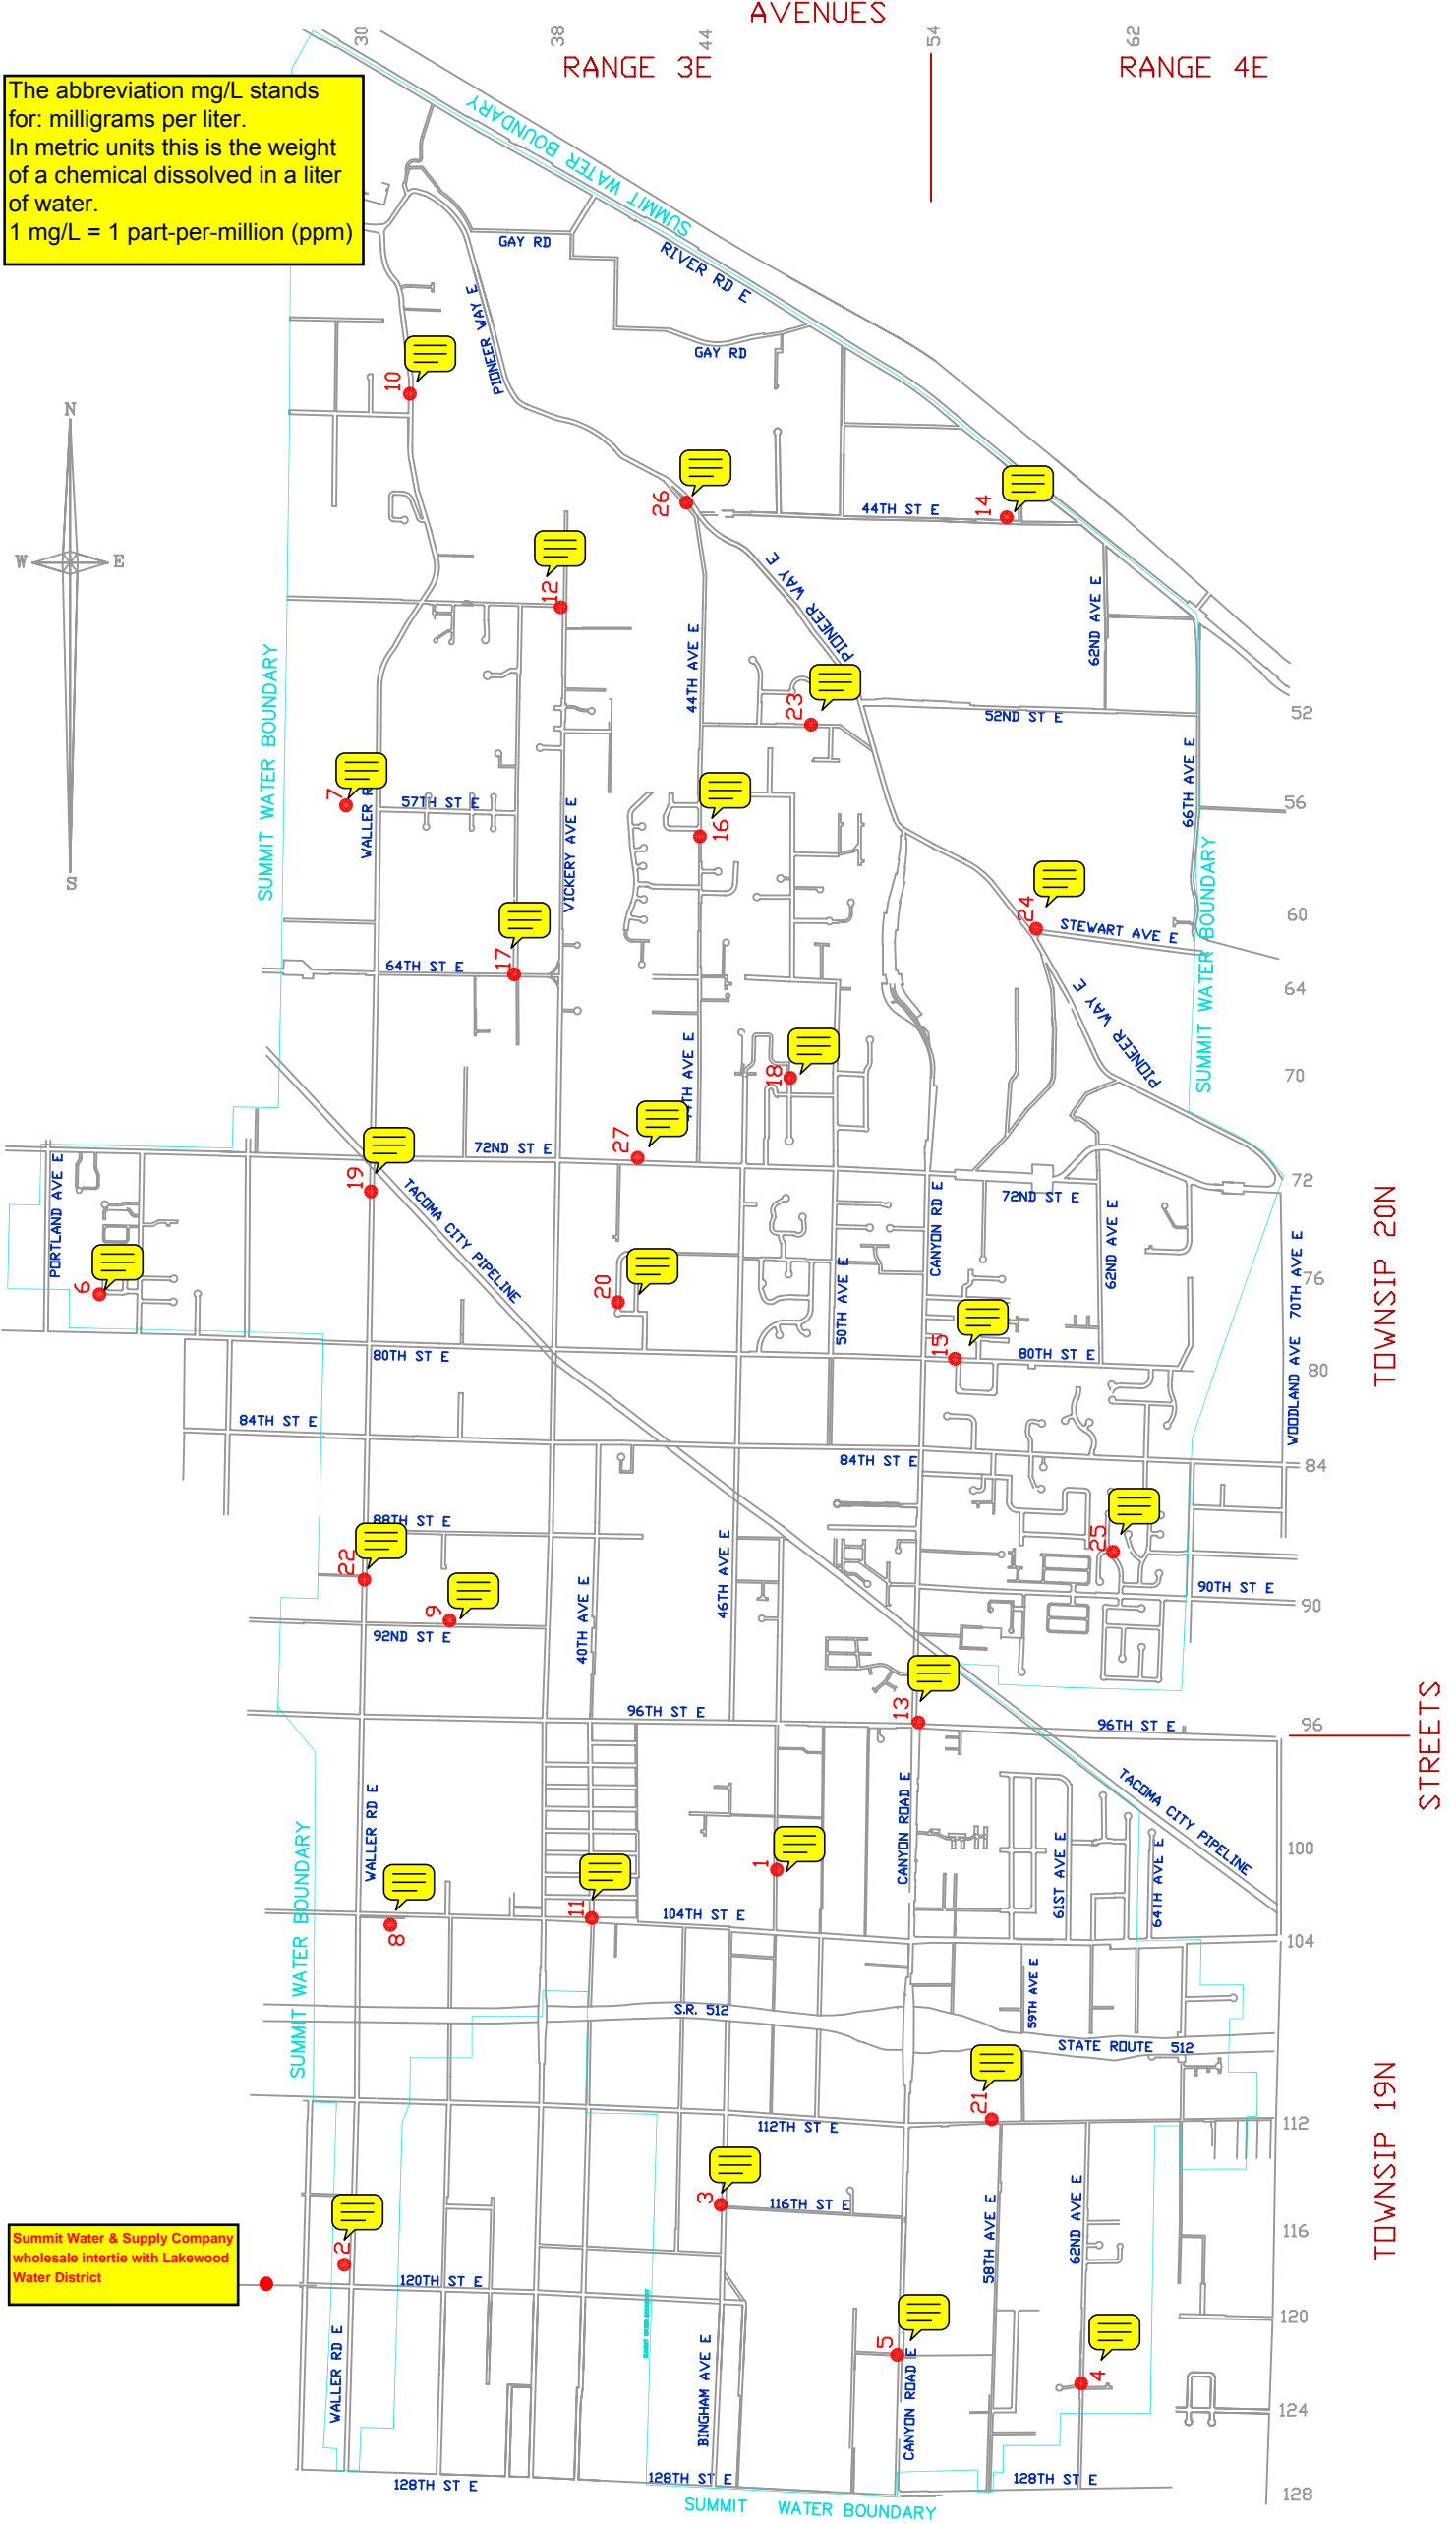 AVENUES
30
38
44
54
62
RANGE 3E
RANGE 4E
The abbreviation mg/L stands
for: milligrams per liter.
In metric units this is the weight
of a chemical dissolved in a liter
of water.
1 mg/L = 1 part-per-million (ppm)
SUMMIT WATER BOUNDARY
RIVER RD E
GAY RD
PIONEER WAY E
GAY RD
10
N
W
E
S
26
14
44TH ST E
12
PIONEER WAY E
62ND AVE E
44TH AVE E
SUMMIT WATER BOUNDARY
23
52ND ST E
52
66TH AVE E
7
57TH ST E
56
WALLER R
16
VICKERY AVE E
SUMMIT WATER BOUNDARY
24
STEWART AVE E
60
17
64TH ST E
64
PIONEER WAY E
18
70
TH AVE E
27
72ND ST E
19
72
PORTLAND AVE E
TACOMA CITY PIPELINE
CANYON RD E
72ND ST E
62ND AVE E
TOWNSIP 20N
6
20
50TH AVE E
WOODLAND AVE 70TH AVE E
76
15
80TH ST E
80TH ST E
80
84TH ST E
84TH ST E
84
88TH ST E
22
25
46TH AVE E
40TH AVE E
9
92ND ST E
90TH ST E
90
13
96TH ST E
96TH ST E
96
STREETS
WALLER RD E
CANYON ROAD E
TACOMA CITY PIPELINE
SUMMIT WATER BOUNDARY
1
61ST AVE E
64TH AVE E
100
8
11
104TH ST E
104
59TH AVE E
S.R. 512
STATE ROUTE 512
21
112TH ST E
112
TOWNSIP 19N
3
116TH ST E
58TH AVE E
62ND AVE E
116
Summit Water & Supply Company
wholesale intertie with Lakewood
Water District
2
120TH ST E
120
SUMMIT WATER BOUNDARY
WALLER RD E
BINGHAM AVE E
5
CANYON ROAD E
4
124
128TH ST E
128TH ST E
128TH ST E
128
SUMMIT WATER BOUNDARY